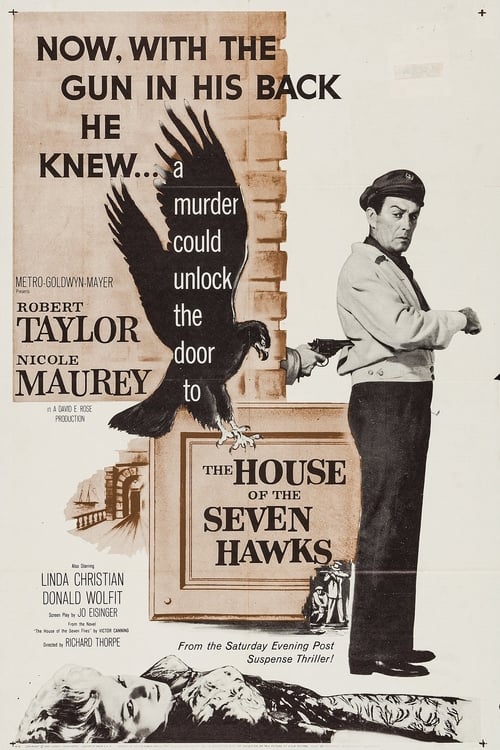 NOW, WITH THE
GUN IN HIS BACK
HE
KNEW... a
murder
could
unlock
the
door
to
METRO-GOLDWYN-MAYER
Presents
ROBERT
TAYLOR
NICOLE
MAUREY
in A DAVID E. ROSE
PRODUCTION
THE HOUSE
OF THE
SEVEN
HAWKS
Also Starring
LINDA CHRISTIAN
DONALD WOLFIT
Screen Play by JO EISINGER
From the Novel
"The House of the Seven Flies" by VICTOR CANNING
Directed by RICHARD THORPE
From the Saturday Evening Post
Suspense Thriller!